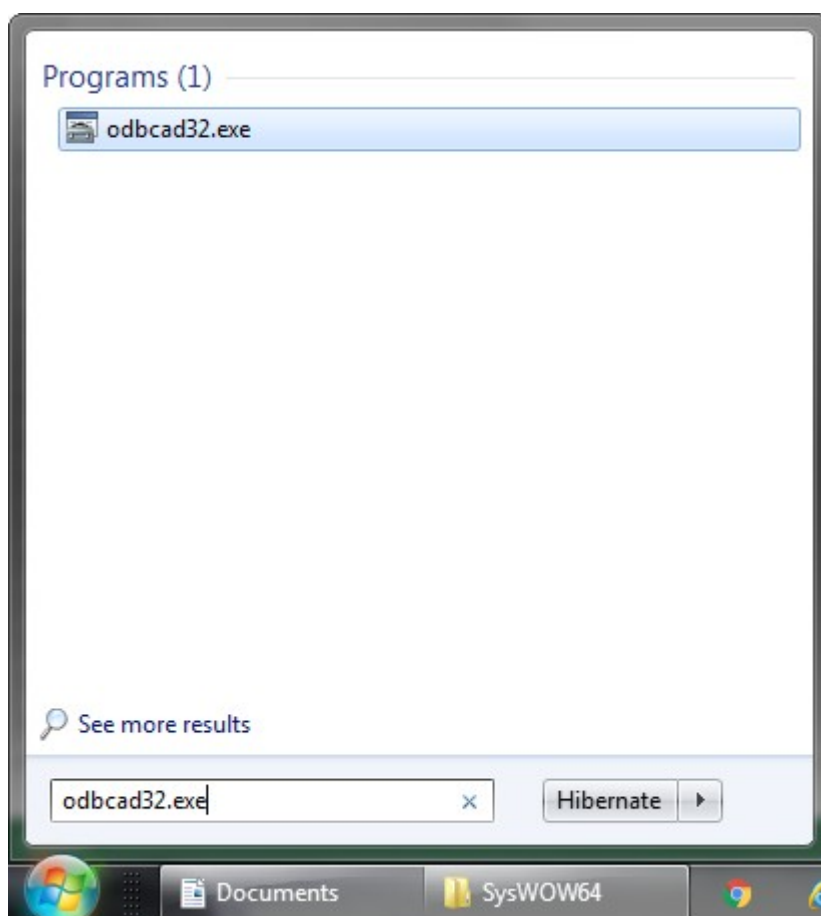 Programs (1)
odbcad32.exe
See more results
odbcad32.exe
Hibernate
Documents
SysWOW64